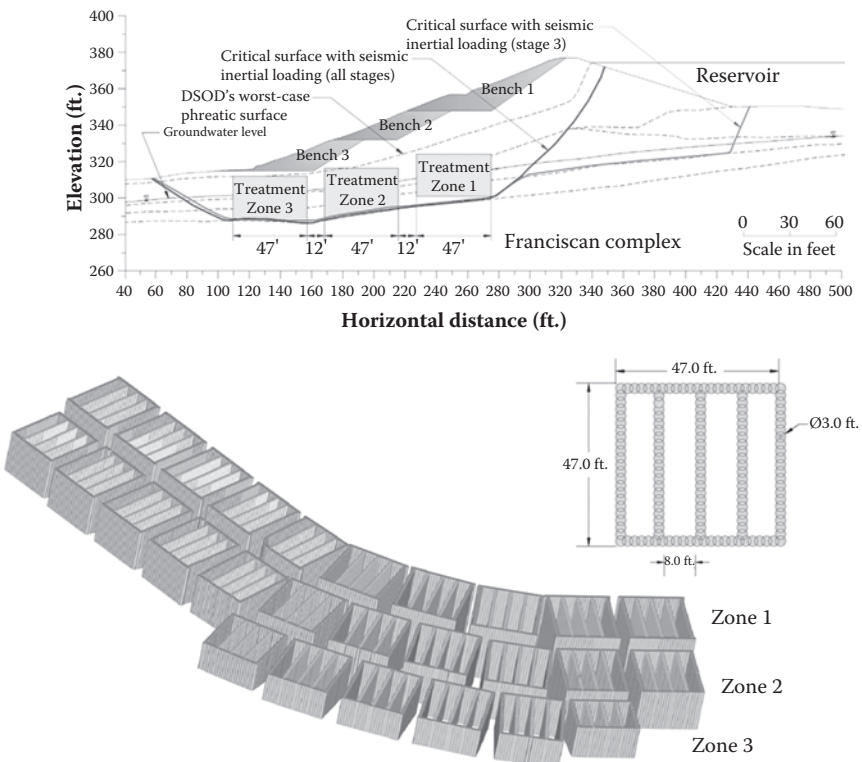 400
380
360
340
320
300
280
260
Elevation (ft.)
Critical surface with seismic
inertial loading (stage 3)
Critical surface with seismic
inertial loading (all stages)
DSOD's worst-case
phreatic surface
Groundwater level
Reservoir
Bench 1
Bench 2
Bench 3
Treatment
Zone 1
Treatment
Zone 2
Treatment
Zone 3
47' 12' 47' 12' 47'
Franciscan complex
0 30 60
Scale in feet
40 60 80 100 120 140 160 180 200 220 240 260 280 300 320 340 360 380 400 420 440 460 480 500
Horizontal distance (ft.)
47.0 ft.
Ø3.0 ft.
47.0 ft.
8.0 ft.
Zone 1
Zone 2
Zone 3